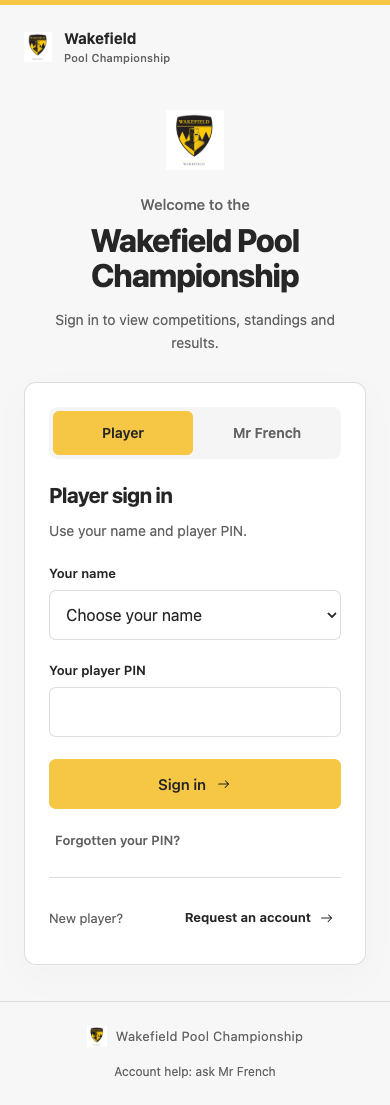 Wakefield
Pool Championship
WAKEFIELD
WAKEFIELD
Welcome to the
Wakefield Pool
Championship
Sign in to view competitions, standings and
results.
Player
Mr French
Player sign in
Use your name and player PIN.
Your name
Choose your name
Your player PIN
Sign in →
Forgotten your PIN?
New player?
Request an account →
Wakefield Pool Championship
Account help: ask Mr French